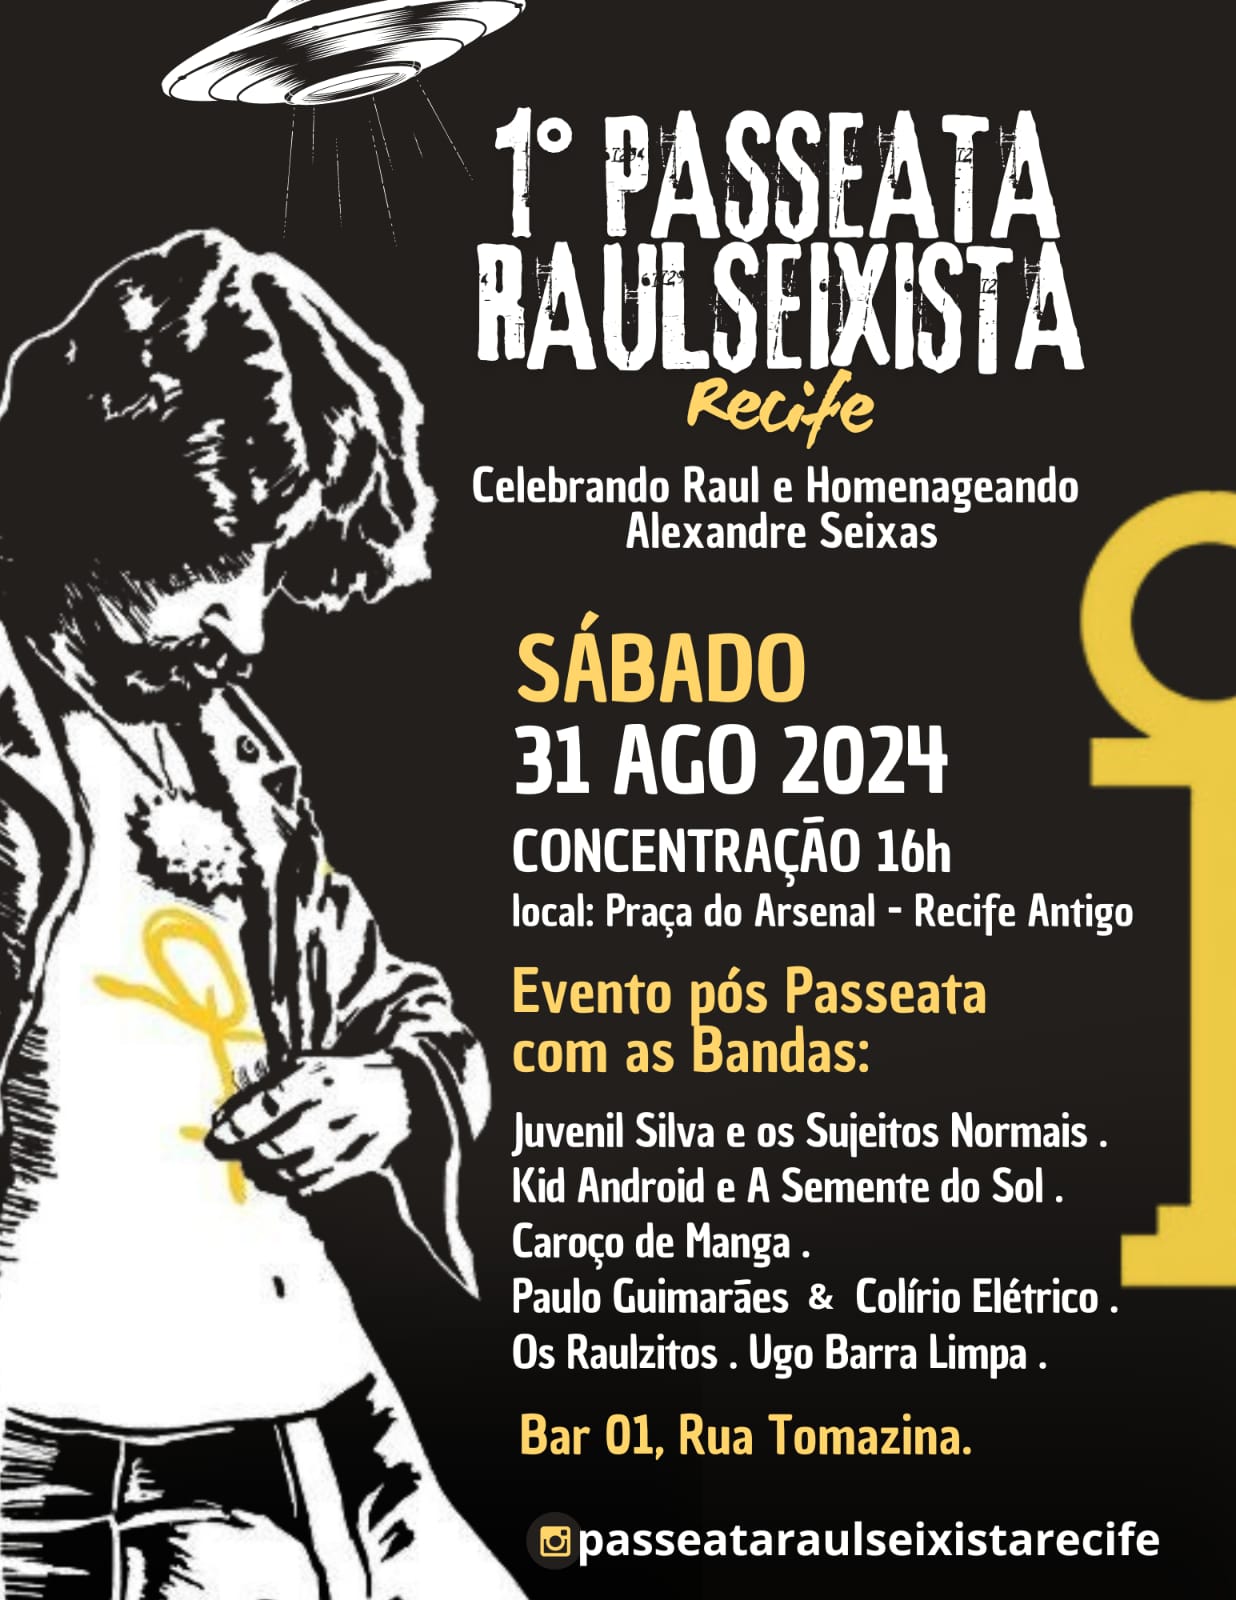 1º PASSEATA
RAULSEIXISTA
Recife
Celebrando Raul e Homenageando
Alexandre Seixas
SÁBADO
31 AGO 2024
CONCENTRAÇÃO 16h
local: Praça do Arsenal - Recife Antigo
Evento pós Passeata
com as Bandas:
Juvenil Silva e os Sujeitos Normais .
Kid Android e A Semente do Sol .
Caroço de Manga .
Paulo Guimarães & Colírio Elétrico .
Os Raulzitos . Ugo Barra Limpa .
Bar 01, Rua Tomazina.
passeataraulseixistarecife